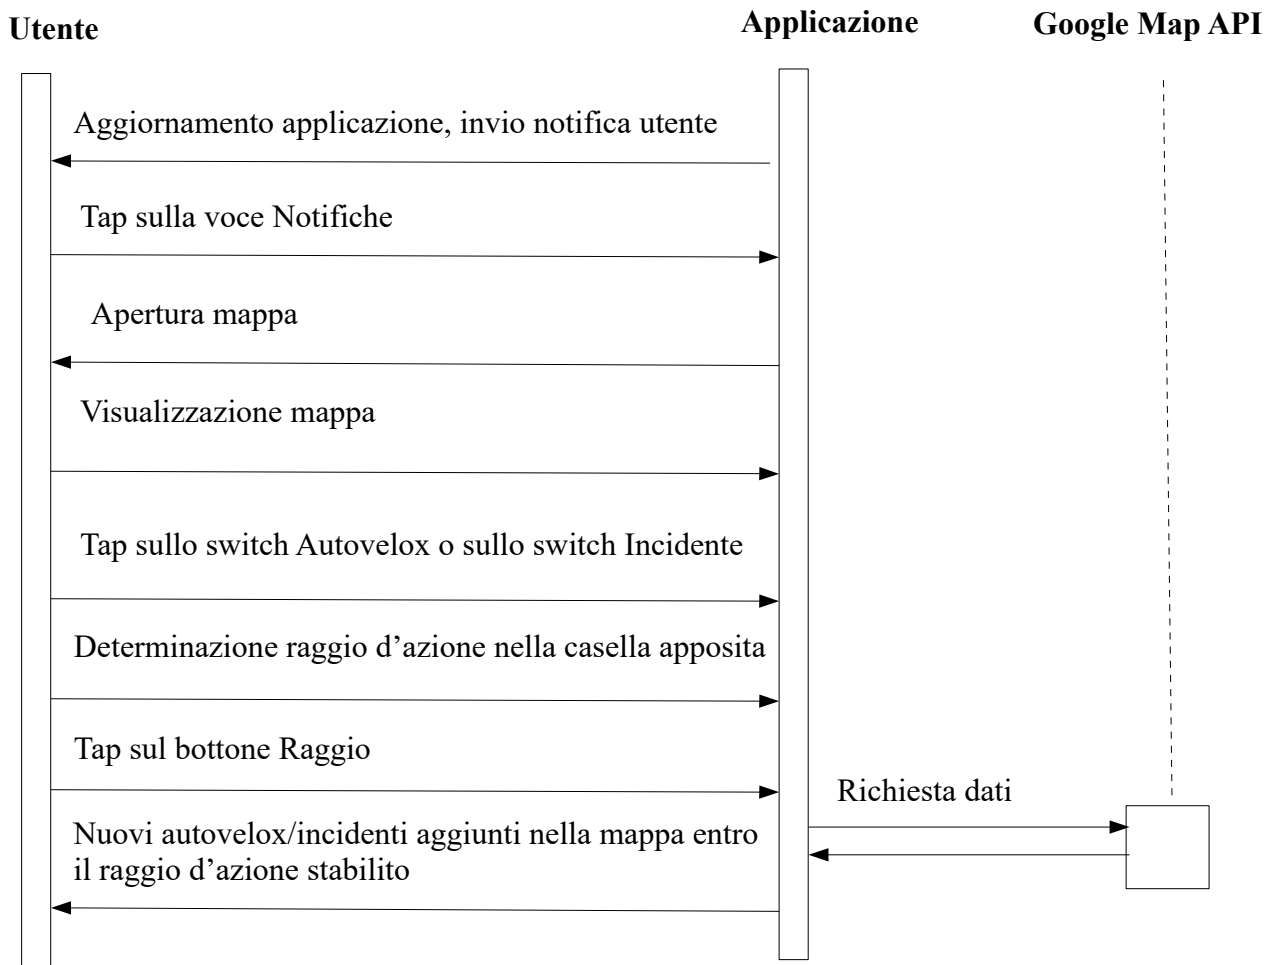 Utente
Applicazione
Google Map API
Aggiornamento applicazione, invio notifica utente
Tap sulla voce Notifiche
Apertura mappa
Visualizzazione mappa
Tap sullo switch Autovelox o sullo switch Incidente
Determinazione raggio d’azione nella casella apposita
Tap sul bottone Raggio
Richiesta dati
Nuovi autovelox/incidenti aggiunti nella mappa entro
il raggio d’azione stabilito